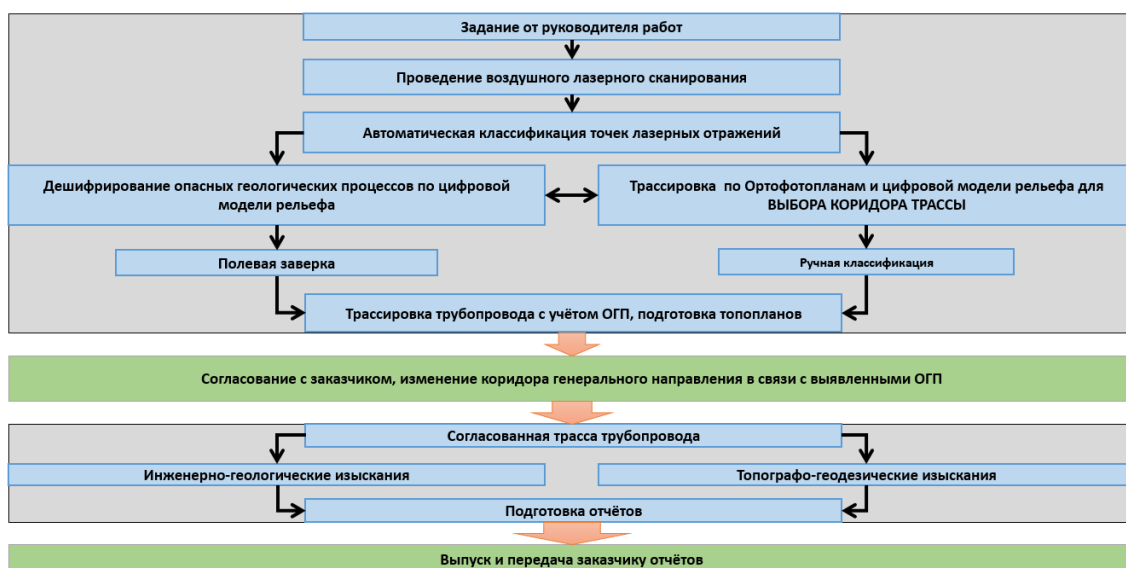 Задание от руководителя работ
Проведение воздушного лазерного сканирования
Автоматическая классификация точек лазерных отражений
Дешифрирование опасных геологических процессов по цифровой
модели рельефа
Трассировка по Ортофотопланам и цифровой модели рельефа для
ВЫБОРА КОРИДОРА ТРАССЫ
Полевая заверка
Ручная классификация
Трассировка трубопровода с учётом ОГП, подготовка топопланов
Согласование с заказчиком, изменение коридора генерального направления в связи с выявленными ОГП
Согласованная трасса трубопровода
Инженерно-геологические изыскания
Топографо-геодезические изыскания
Подготовка отчётов
Выпуск и передача заказчику отчётов